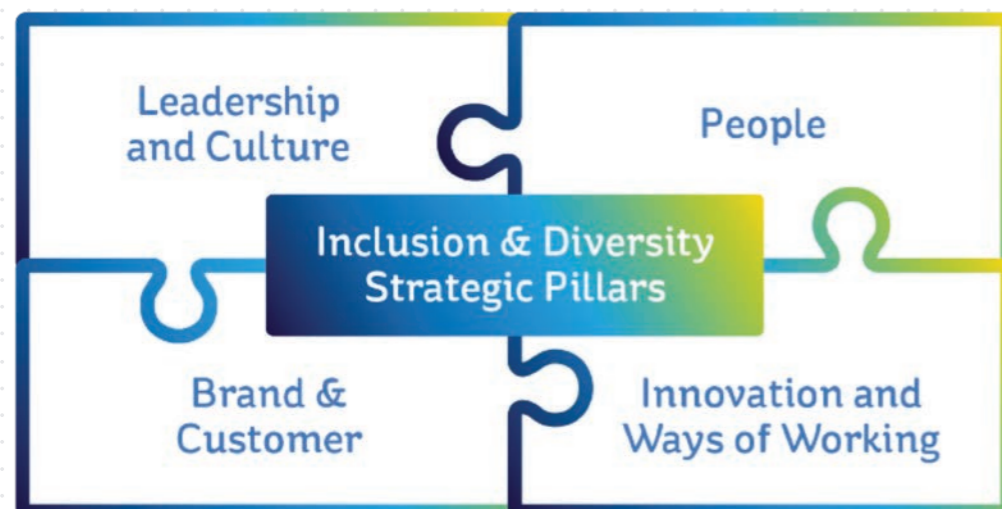 Leadership
and Culture
People
Inclusion & Diversity
Strategic Pillars
Brand &
Customer
Innovation and
Ways of Working